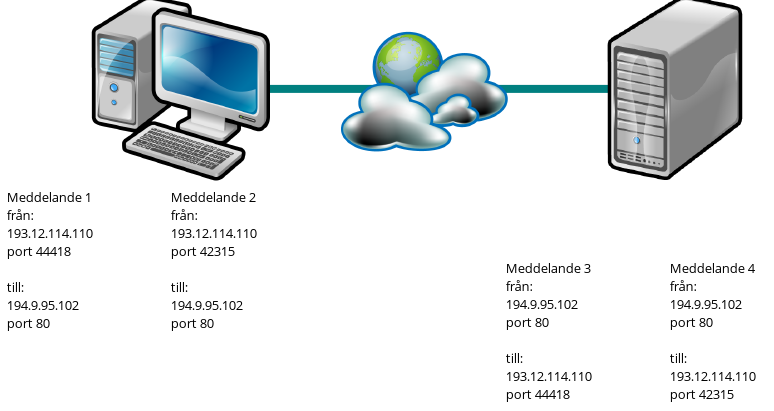 Meddelande 1
från:
193.12.114.110
port 44418
till:
194.9.95.102
port 80
Meddelande 2
från:
193.12.114.110
port 42315
till:
194.9.95.102
port 80
Meddelande 3
från:
194.9.95.102
port 80
till:
193.12.114.110
port 44418
Meddelande 4
från:
194.9.95.102
port 80
till:
193.12.114.110
port 42315